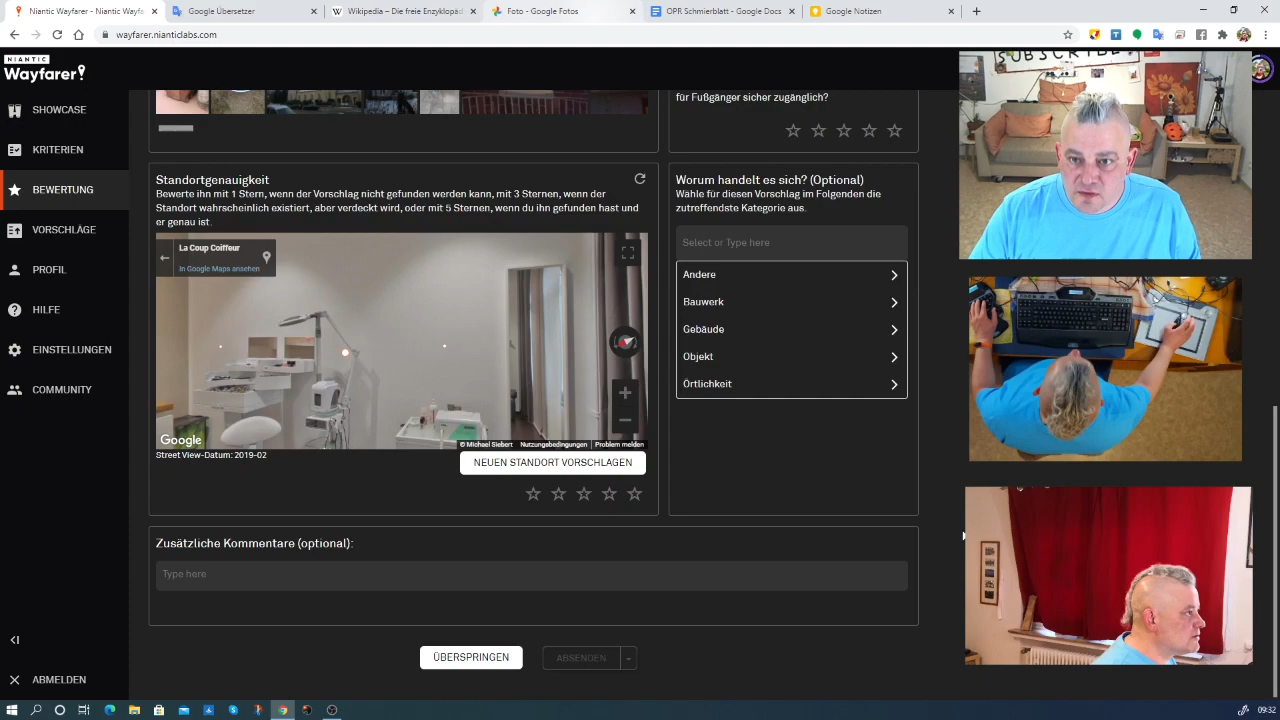 Niantic Wayfarer - Niantic Wayfa
Google Übersetzer
Wikipedia – Die freie Enzyklopäd
Foto - Google Fotos
OPR Schmierblatt - Google Docs
Google Notizen
wayfarer.nianticlabs.com
NIANTIC
Wayfarer
SUBSCRIBE
SHOWCASE
KRITERIEN
BEWERTUNG
VORSCHLÄGE
PROFIL
HILFE
EINSTELLUNGEN
COMMUNITY
ABMELDEN
für Fußgänger sicher zugänglich?
Standortgenauigkeit
Bewerte ihn mit 1 Stern, wenn der Vorschlag nicht gefunden werden kann, mit 3 Sternen, wenn der
Standort wahrscheinlich existiert, aber verdeckt wird, oder mit 5 Sternen, wenn du ihn gefunden hast und
er genau ist.
La Coup Coiffeur
In Google Maps ansehen
Google
© Michael Siebert Nutzungsbedingungen Problem melden
Street View-Datum: 2019-02
NEUEN STANDORT VORSCHLAGEN
Worum handelt es sich? (Optional)
Wähle für diesen Vorschlag im Folgenden die
zutreffendste Kategorie aus.
Select or Type here
Andere
Bauwerk
Gebäude
Objekt
Örtlichkeit
Zusätzliche Kommentare (optional):
Type here
ÜBERSPRINGEN
ABSENDEN
09:32